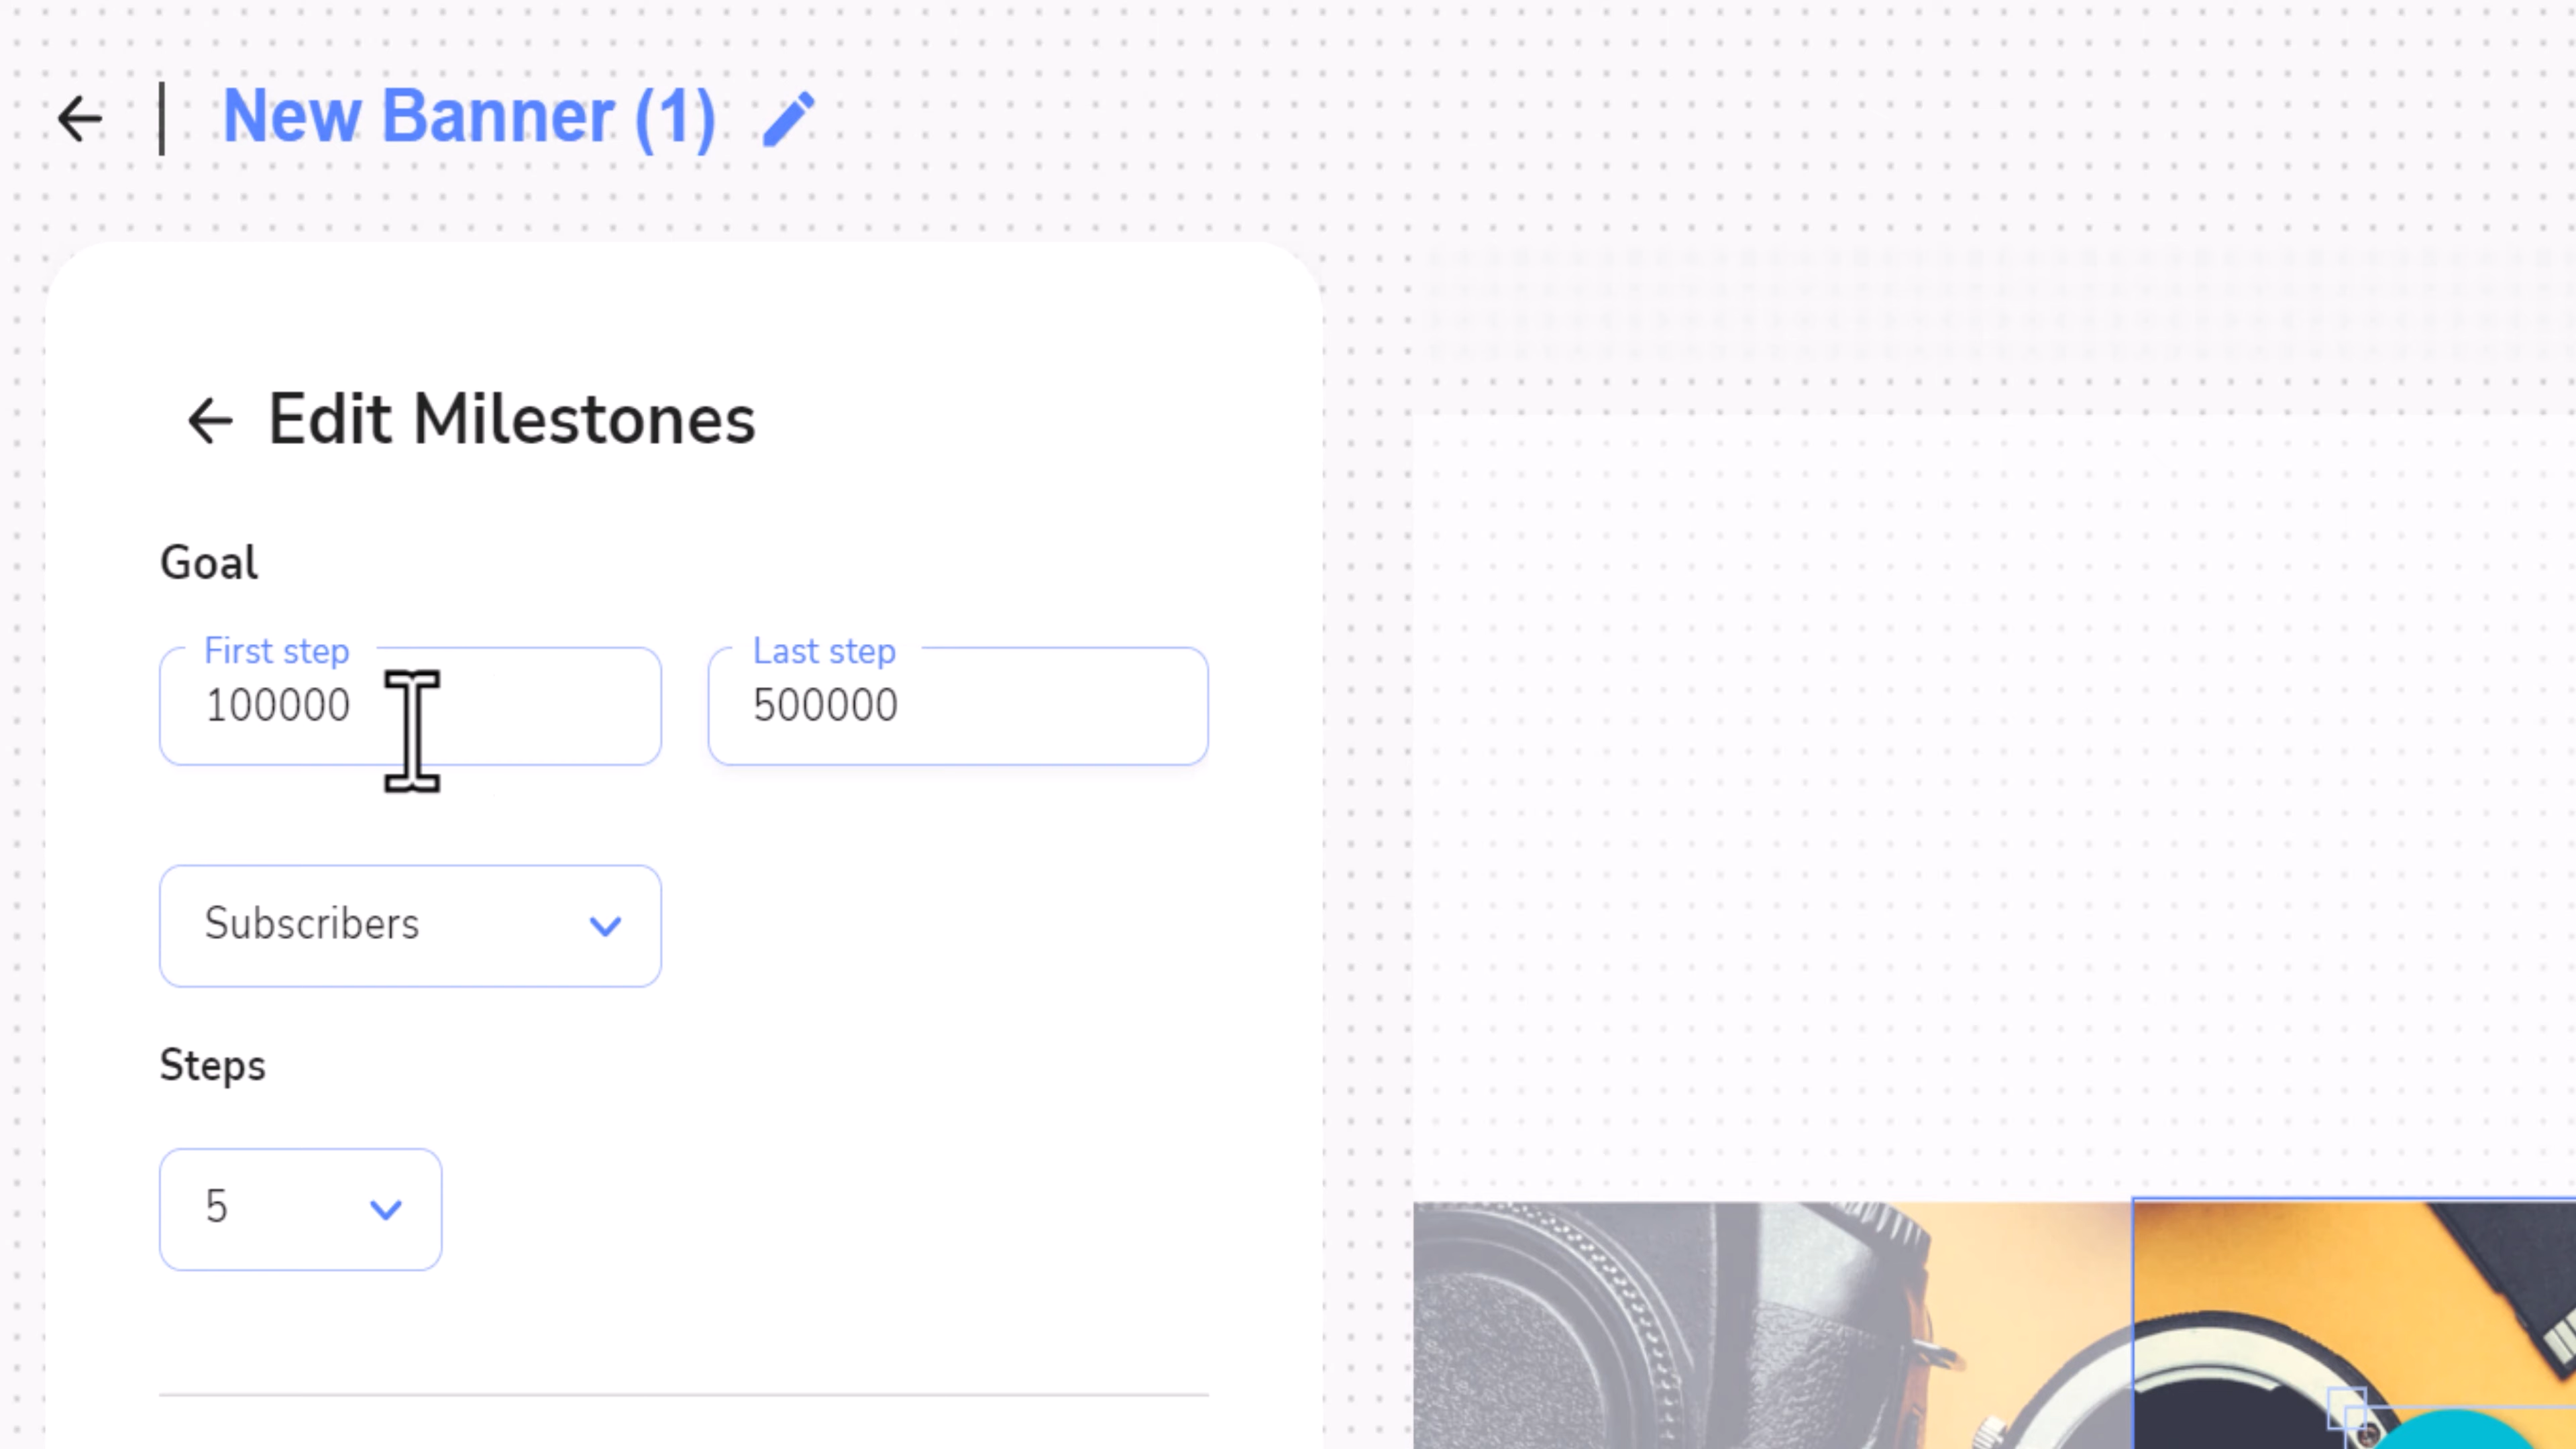 New Banner (1)
Edit Milestones
Goal
First step
Last step
100000
500000
Subscribers
Steps
5